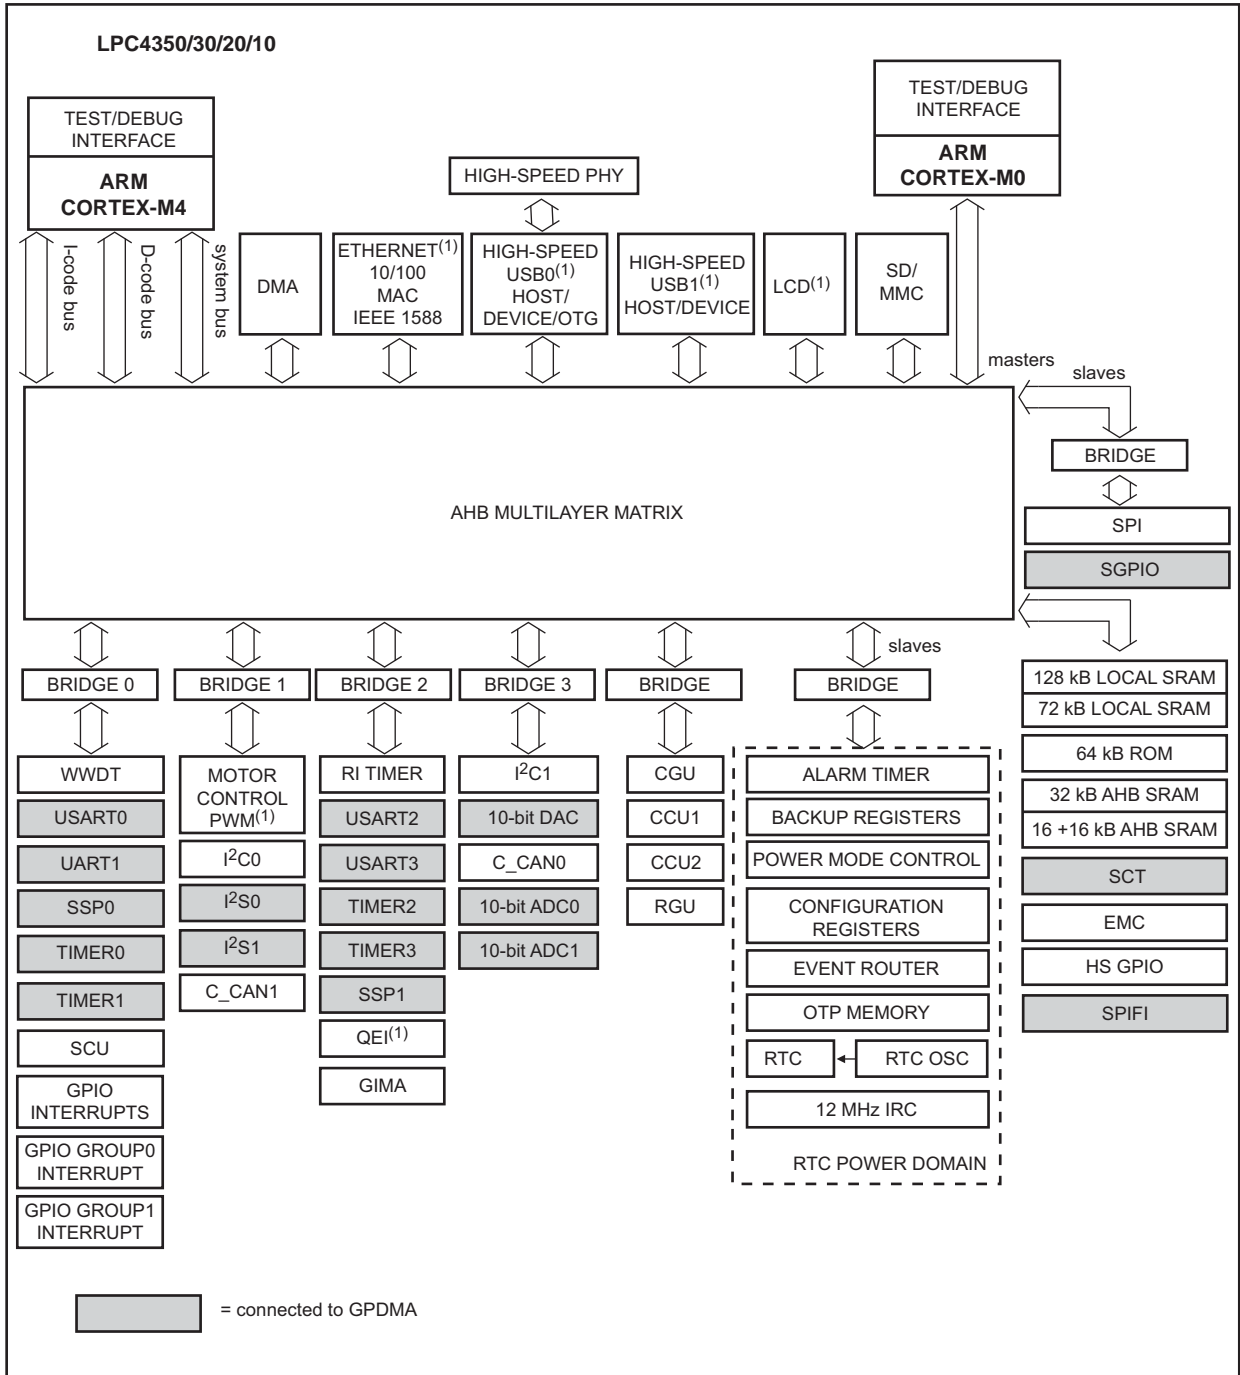 LPC4350/30/20/10
TEST/DEBUG
INTERFACE
ARM
CORTEX-M4
TEST/DEBUG
INTERFACE
ARM
CORTEX-M0
HIGH-SPEED PHY
I-code bus
D-code bus
system bus
DMA
ETHERNET(1)
10/100
MAC
IEEE 1588
HIGH-SPEED
USB0(1)
HOST/
DEVICE/OTG
HIGH-SPEED
USB1(1)
HOST/DEVICE
LCD(1)
SD/
MMC
masters
slaves
BRIDGE
SPI
SGPIO
AHB MULTILAYER MATRIX
slaves
BRIDGE 0
BRIDGE 1
BRIDGE 2
BRIDGE 3
BRIDGE
BRIDGE
WWDT
USART0
UART1
SSP0
TIMER0
TIMER1
SCU
GPIO
INTERRUPTS
GPIO GROUP0
INTERRUPT
GPIO GROUP1
INTERRUPT
MOTOR
CONTROL
PWM(1)
I2C0
I2S0
I2S1
C_CAN1
RI TIMER
USART2
USART3
TIMER2
TIMER3
SSP1
QEI(1)
GIMA
I2C1
10-bit DAC
C_CAN0
10-bit ADC0
10-bit ADC1
CGU
CCU1
CCU2
RGU
ALARM TIMER
BACKUP REGISTERS
POWER MODE CONTROL
CONFIGURATION
REGISTERS
EVENT ROUTER
OTP MEMORY
RTC
RTC OSC
12 MHz IRC
RTC POWER DOMAIN
128 kB LOCAL SRAM
72 kB LOCAL SRAM
64 kB ROM
32 kB AHB SRAM
16 +16 kB AHB SRAM
SCT
EMC
HS GPIO
SPIFI
= connected to GPDMA